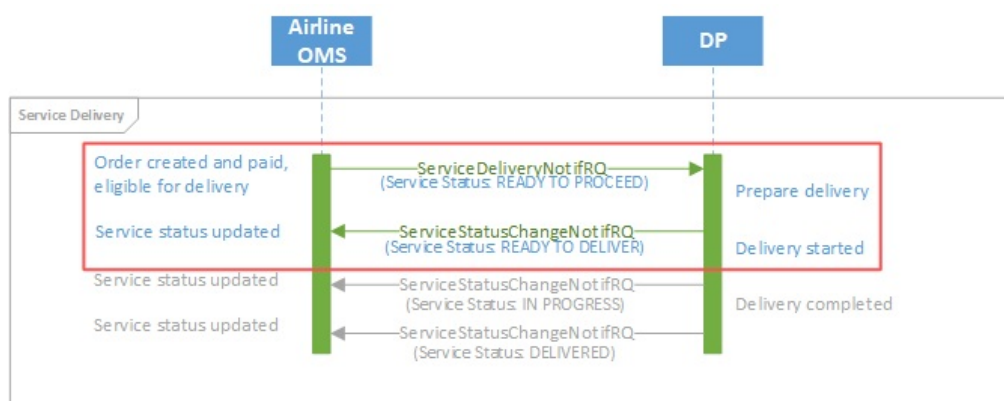 Airline
OMS
DP
Service Delivery
Order created and paid,
eligible for delivery
ServiceDeliveryNotifRQ
(Service Status: READY TO PROCEED)
Prepare delivery
Service status updated
ServiceStatusChangeNotifRQ
(Service Status: READY TO DELIVER)
Delivery started
Service status updated
ServiceStatusChangeNotifRQ
(Service Status: IN PROGRESS)
Delivery completed
Service status updated
ServiceStatusChangeNotifRQ
(Service Status: DELIVERED)